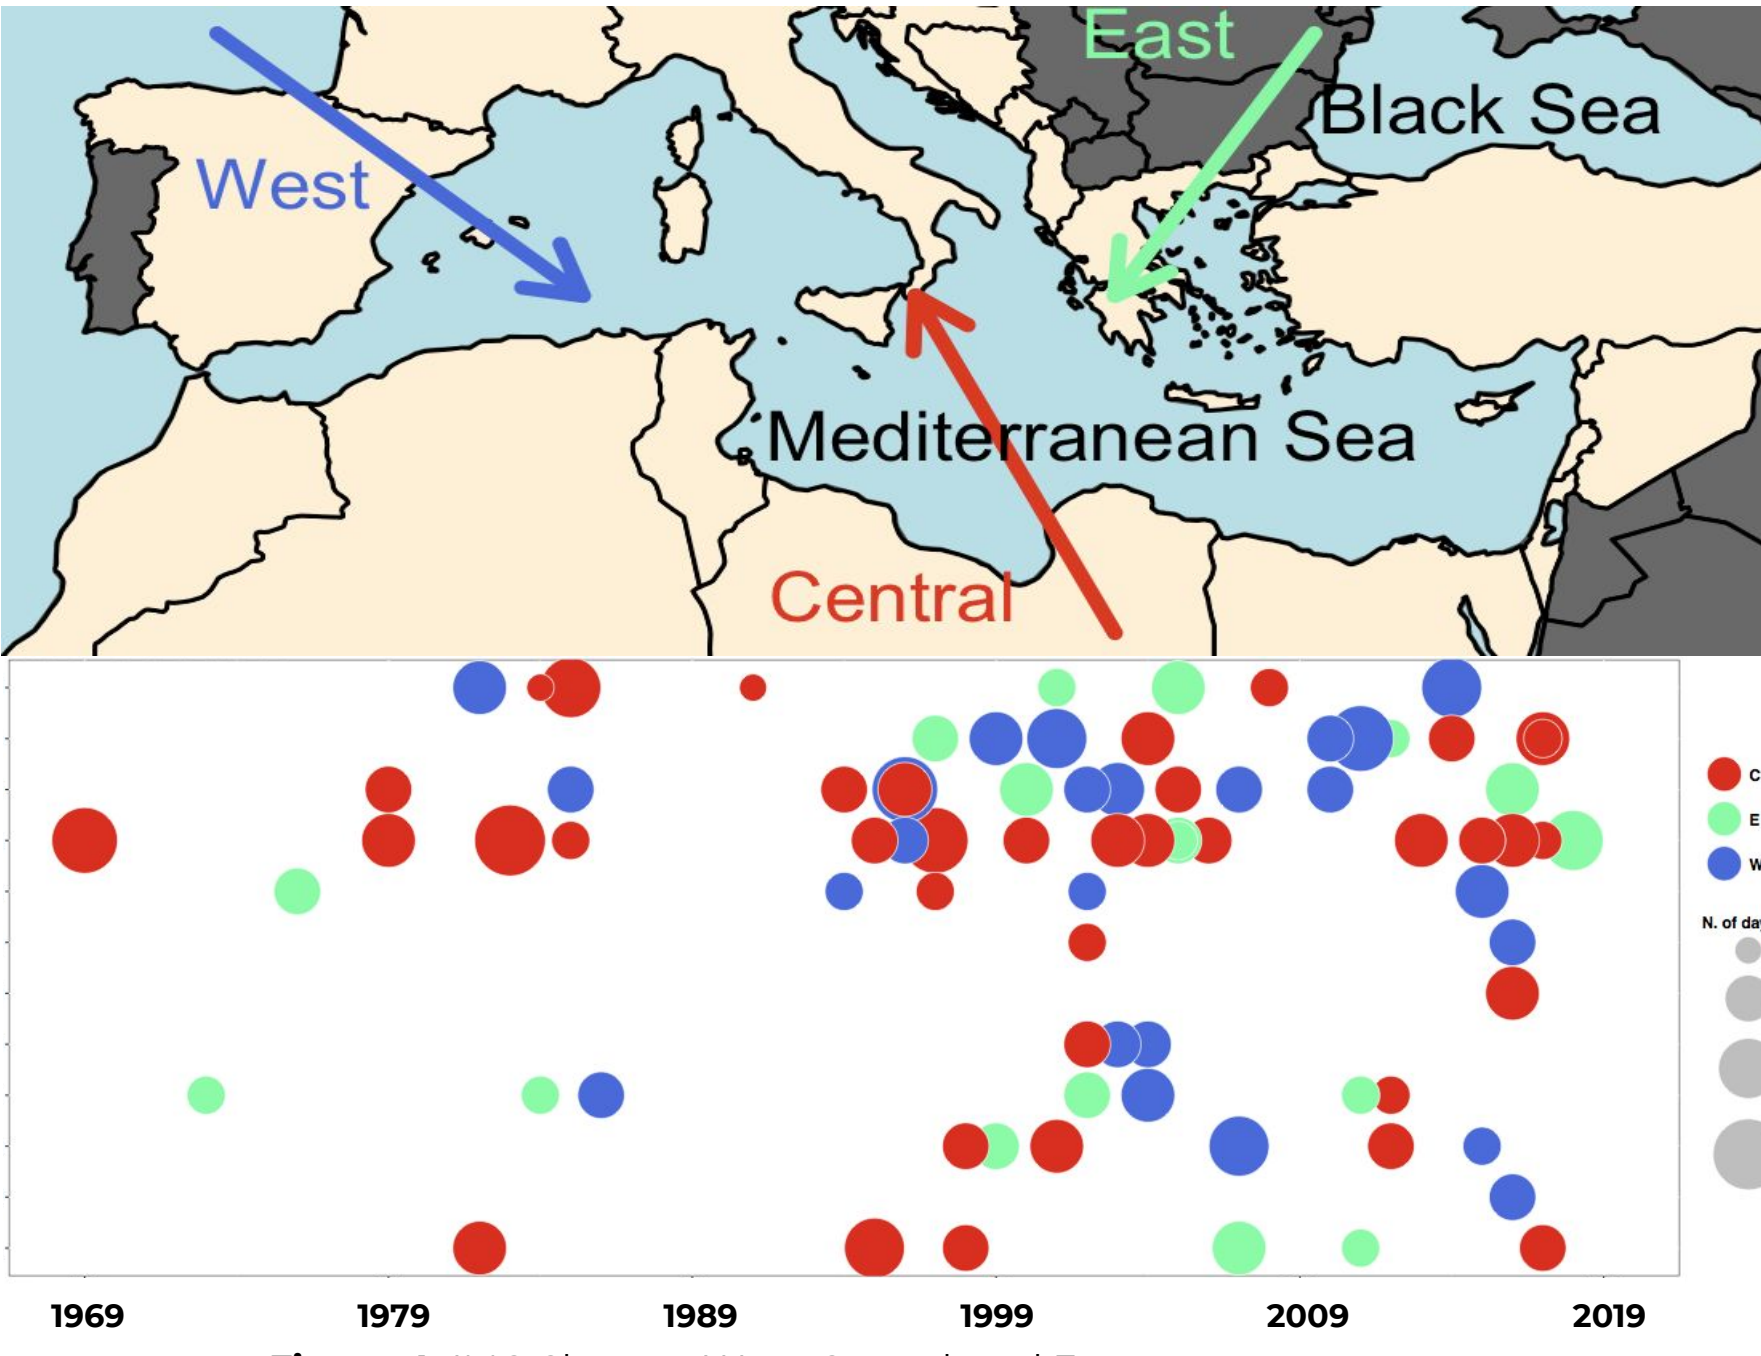 East
Black Sea
West
Mediterranean Sea
Central
C
E
W
N. of da
1969 1979 1989 1999 2009 2019